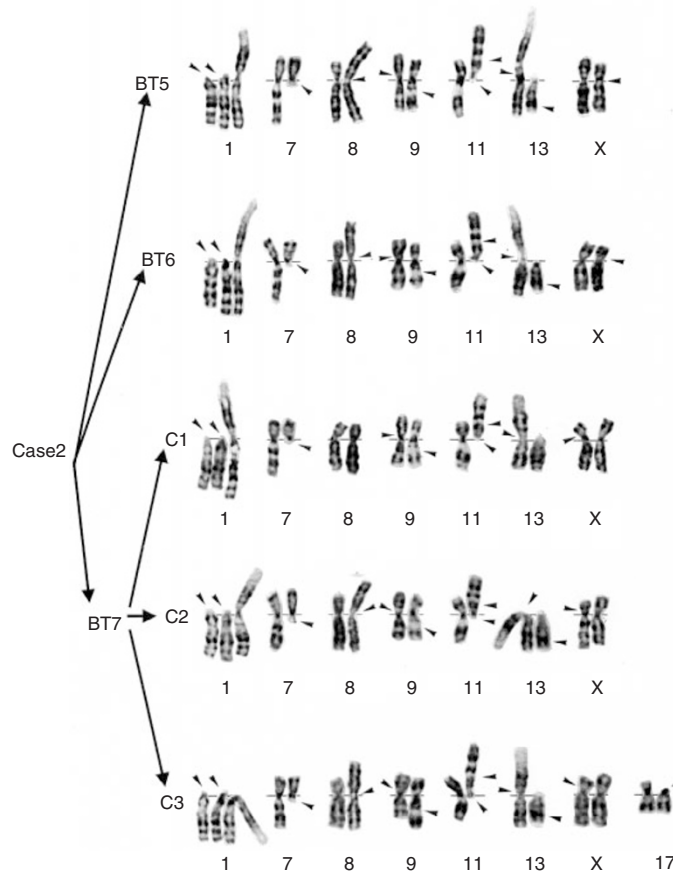 BT5
1 7 8 9 11 13 X
BT6
1 7 8 9 11 13 X
Case2
C1
1 7 8 9 11 13 X
BT7
C2
1 7 8 9 11 13 X
C3
1 7 8 9 11 13 X 17